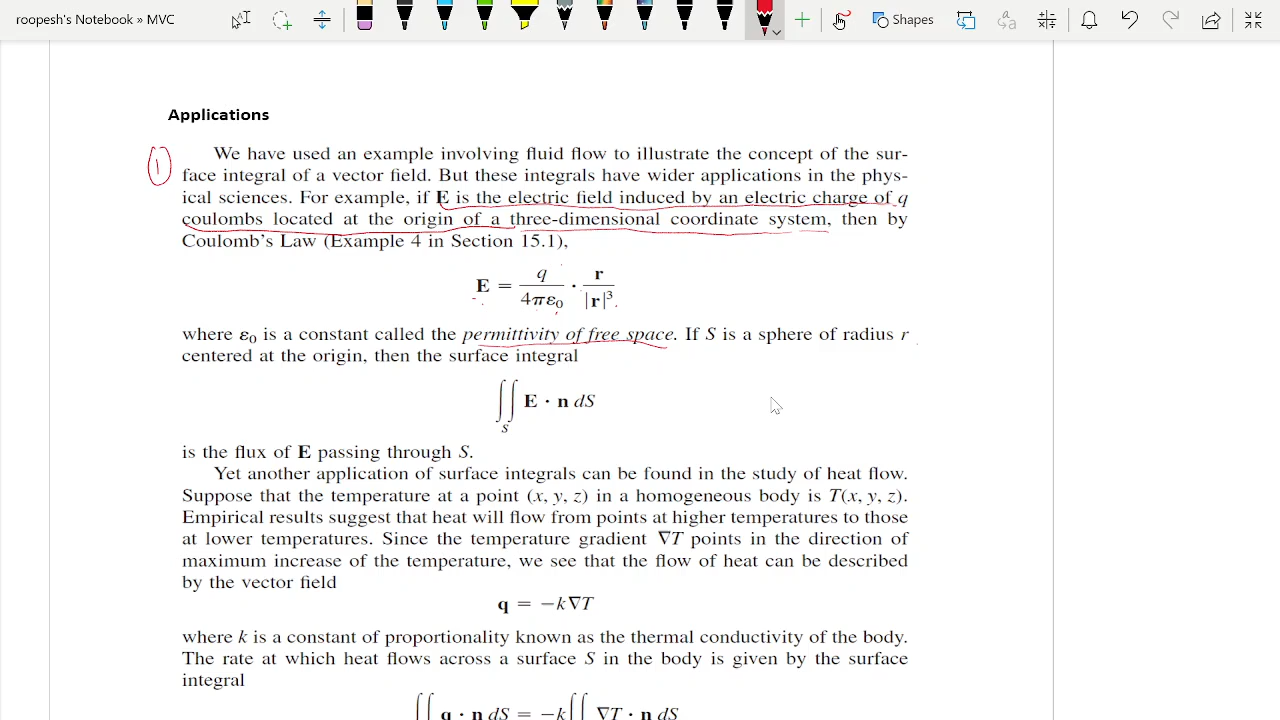 roopesh's Notebook » MVC
Shapes
Applications
1
We have used an example involving fluid flow to illustrate the concept of the sur-
face integral of a vector field. But these integrals have wider applications in the phys-
ical sciences. For example, if E is the electric field induced by an electric charge of q
coulombs located at the origin of a three-dimensional coordinate system, then by
Coulomb's Law (Example 4 in Section 15.1),
E = q/4πε₀ · r/|r|³
where ε₀ is a constant called the permittivity of free space. If S is a sphere of radius r
centered at the origin, then the surface integral
∬_S E · n dS
is the flux of E passing through S.
Yet another application of surface integrals can be found in the study of heat flow.
Suppose that the temperature at a point (x, y, z) in a homogeneous body is T(x, y, z).
Empirical results suggest that heat will flow from points at higher temperatures to those
at lower temperatures. Since the temperature gradient ∇T points in the direction of
maximum increase of the temperature, we see that the flow of heat can be described
by the vector field
q = −k∇T
where k is a constant of proportionality known as the thermal conductivity of the body.
The rate at which heat flows across a surface S in the body is given by the surface
integral
∬ q · n dS = −k∬ ∇T · n dS